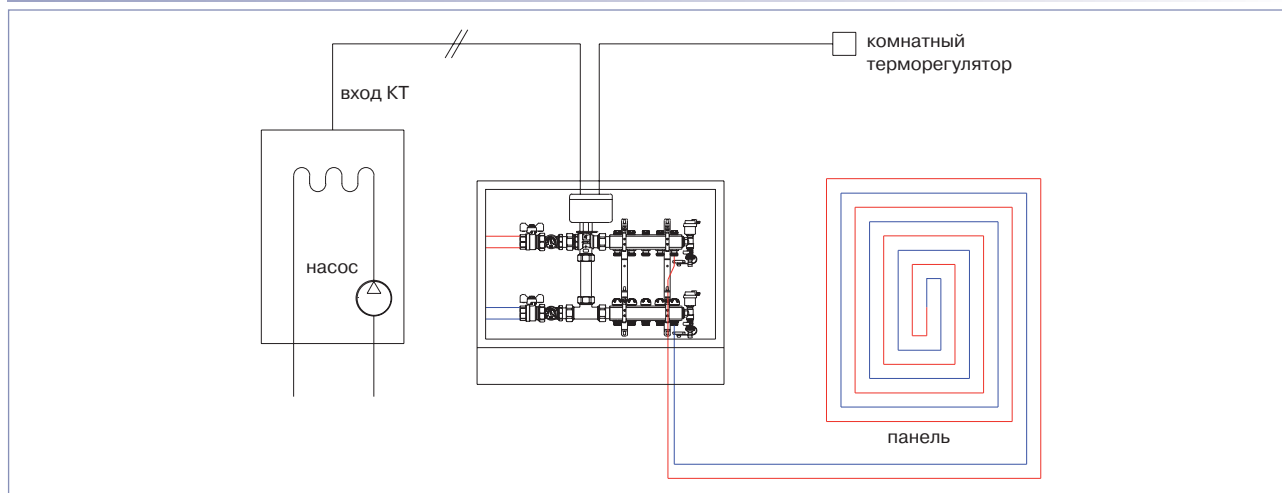 комнатный
терморегулятор
вход КТ
насос
панель